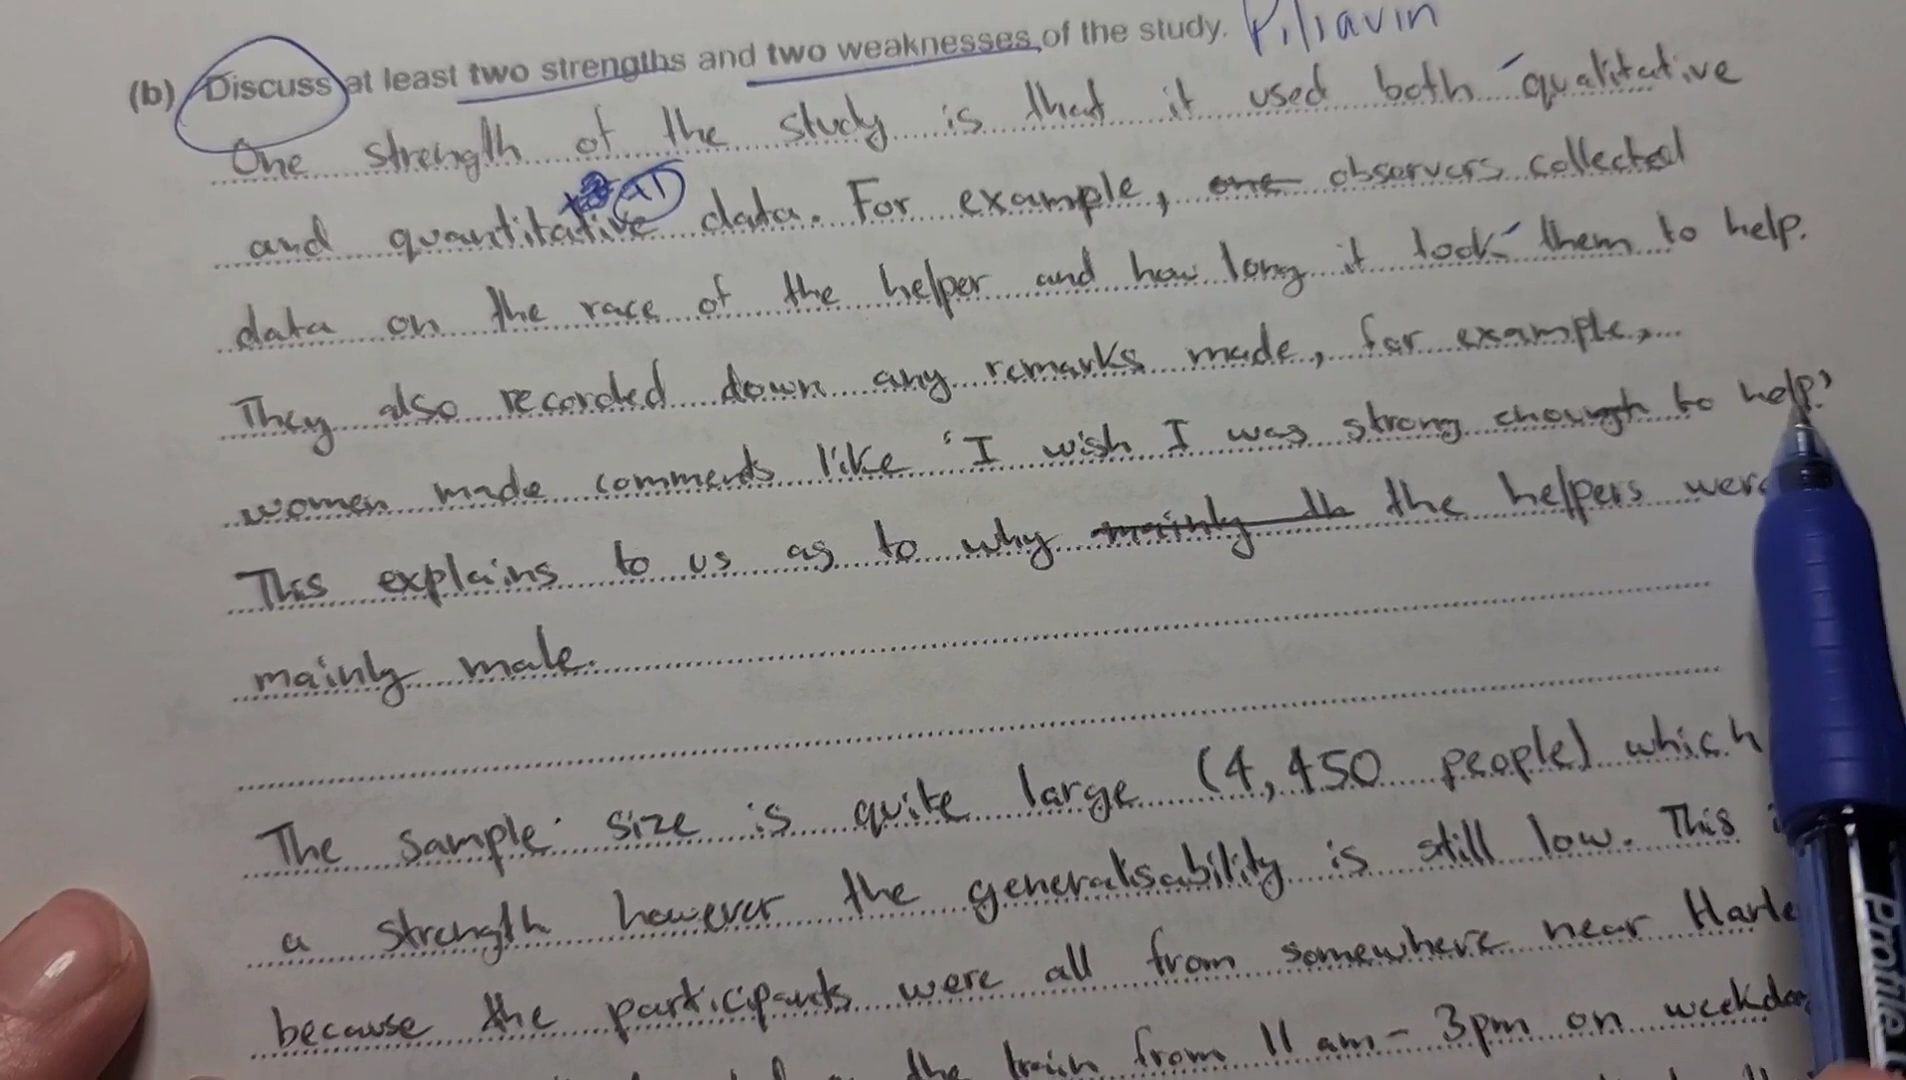 (b) Discuss at least two strengths and two weaknesses of the study. Piliavin
One strength of the study is that it used both qualitative
and quantitative data. For example, one observers collected
data on the race of the helper and how long it took them to help.
They also recorded down any remarks made, for example,
women made comments like 'I wish I was strong enough to help'
This explains to us as to why mainly th the helpers were
mainly male.
The sample size is quite large (4,450 people) which
a strength however the generalisability is still low. This
because the participants were all from somewhere near Harle
the train from 11 am - 3pm on weekday
Proline